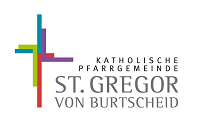 KATHOLISCHE
PFARRGEMEINDE
ST. GREGOR
VON BURTSCHEID